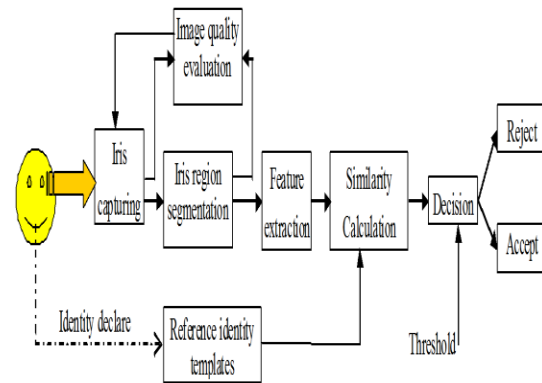 Image quality
evaluation
Iris
capturing
Iris region
segmentation
Feature
extraction
Similarity
Calculation
Decision
Reject
Accept
Identity declare
Reference identity
templates
Threshold